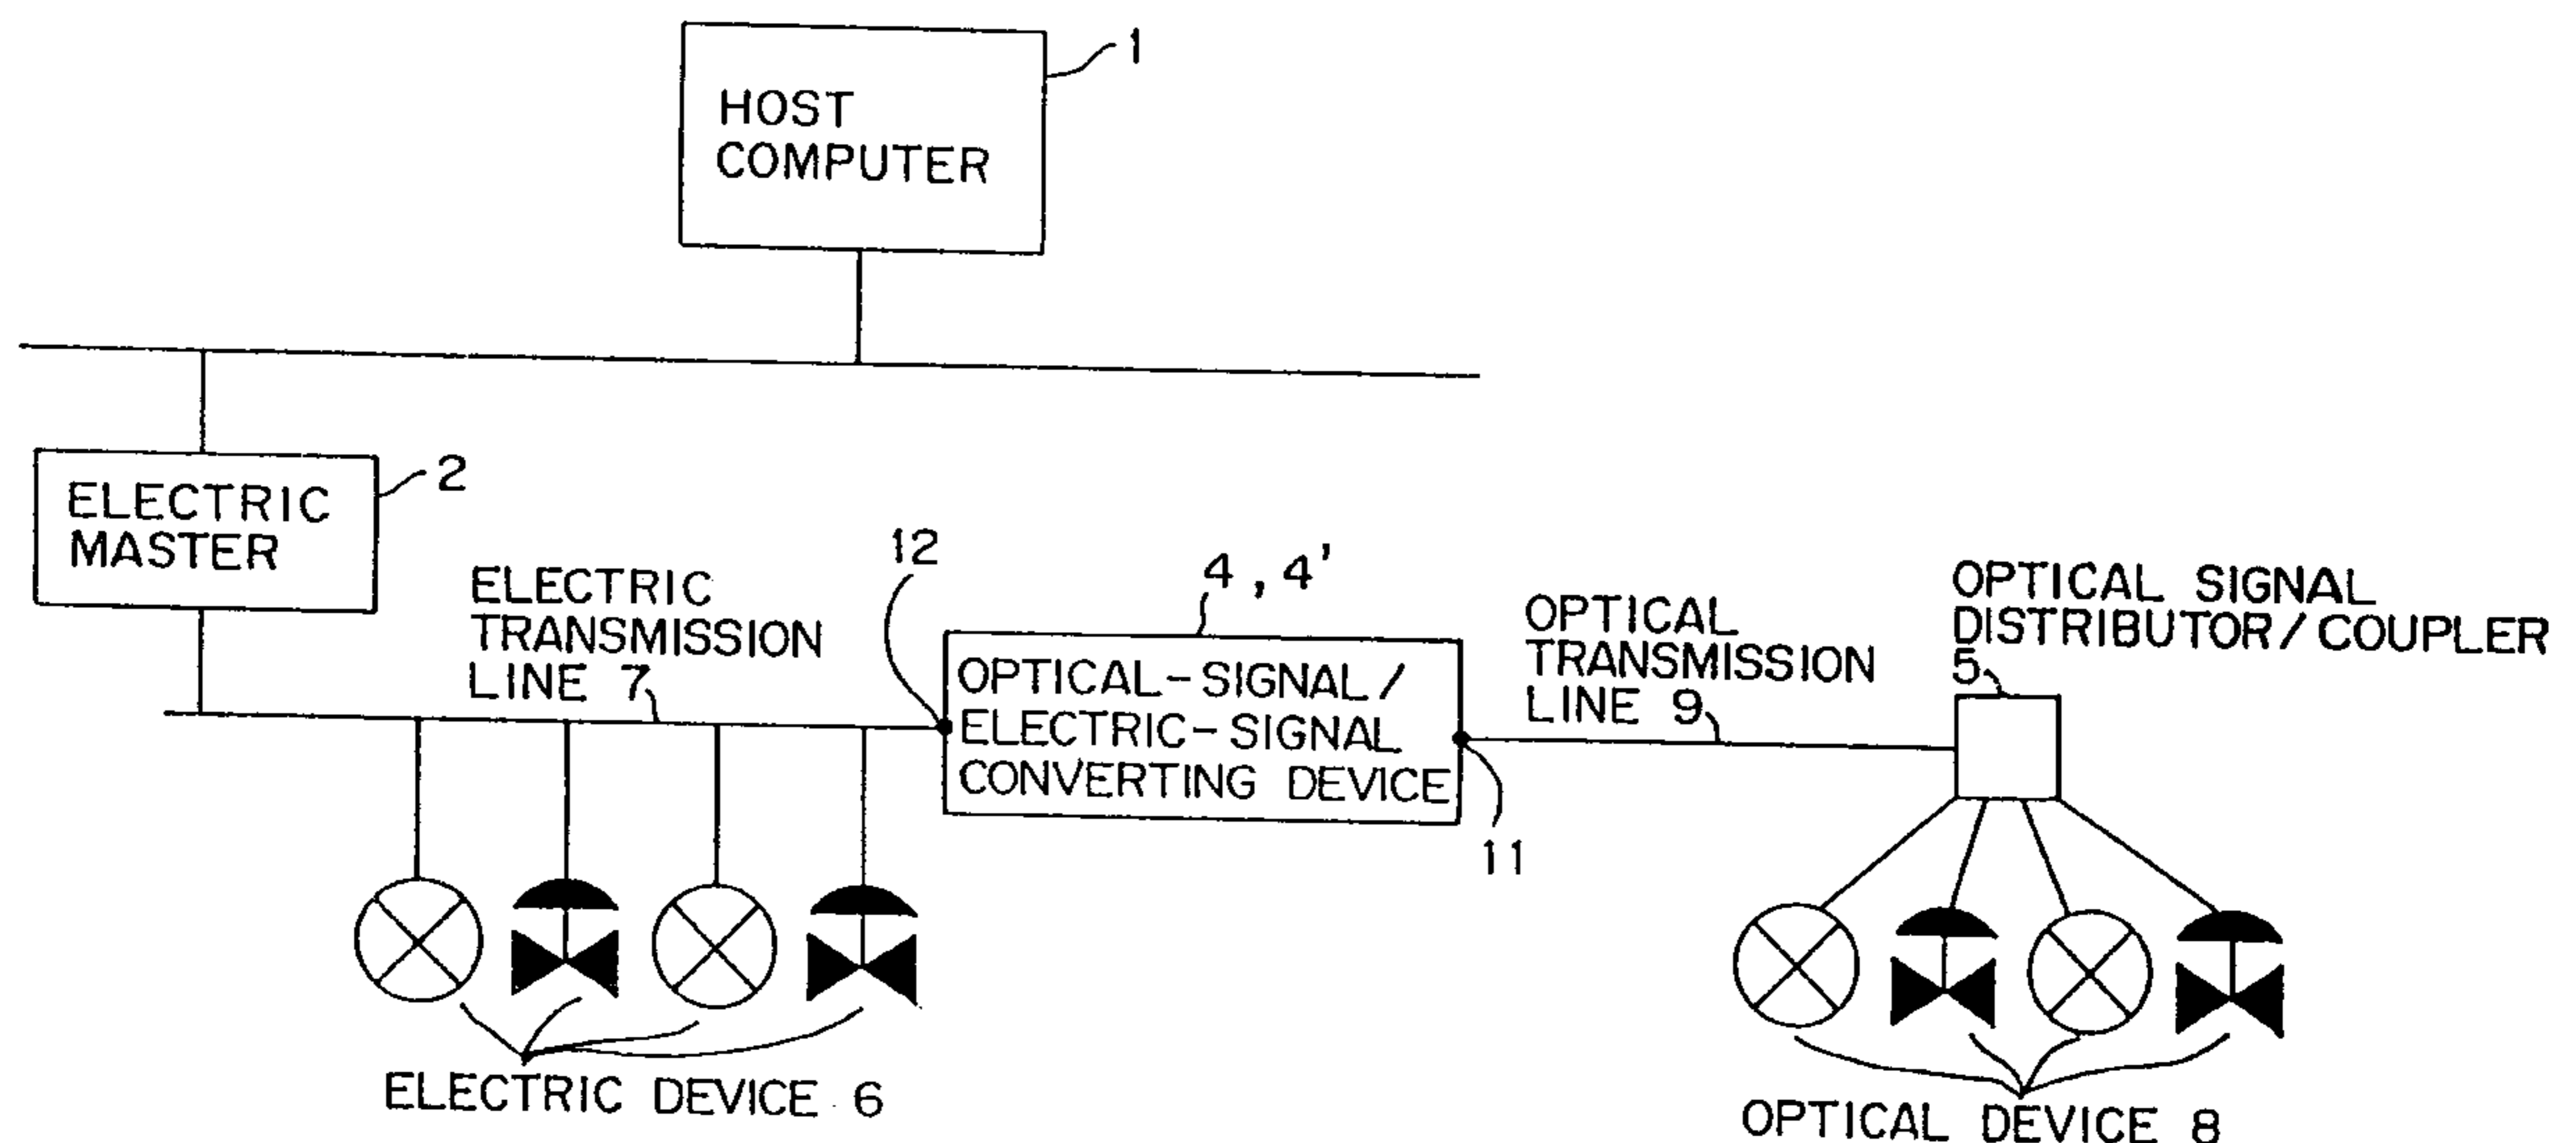 1
HOST
COMPUTER
2
ELECTRIC
MASTER
12
4, 4'
ELECTRIC
TRANSMISSION
LINE 7
OPTICAL-SIGNAL/
ELECTRIC-SIGNAL
CONVERTING DEVICE
OPTICAL
TRANSMISSION
LINE 9
OPTICAL SIGNAL
DISTRIBUTOR/COUPLER
5
11
ELECTRIC DEVICE 6
OPTICAL DEVICE 8